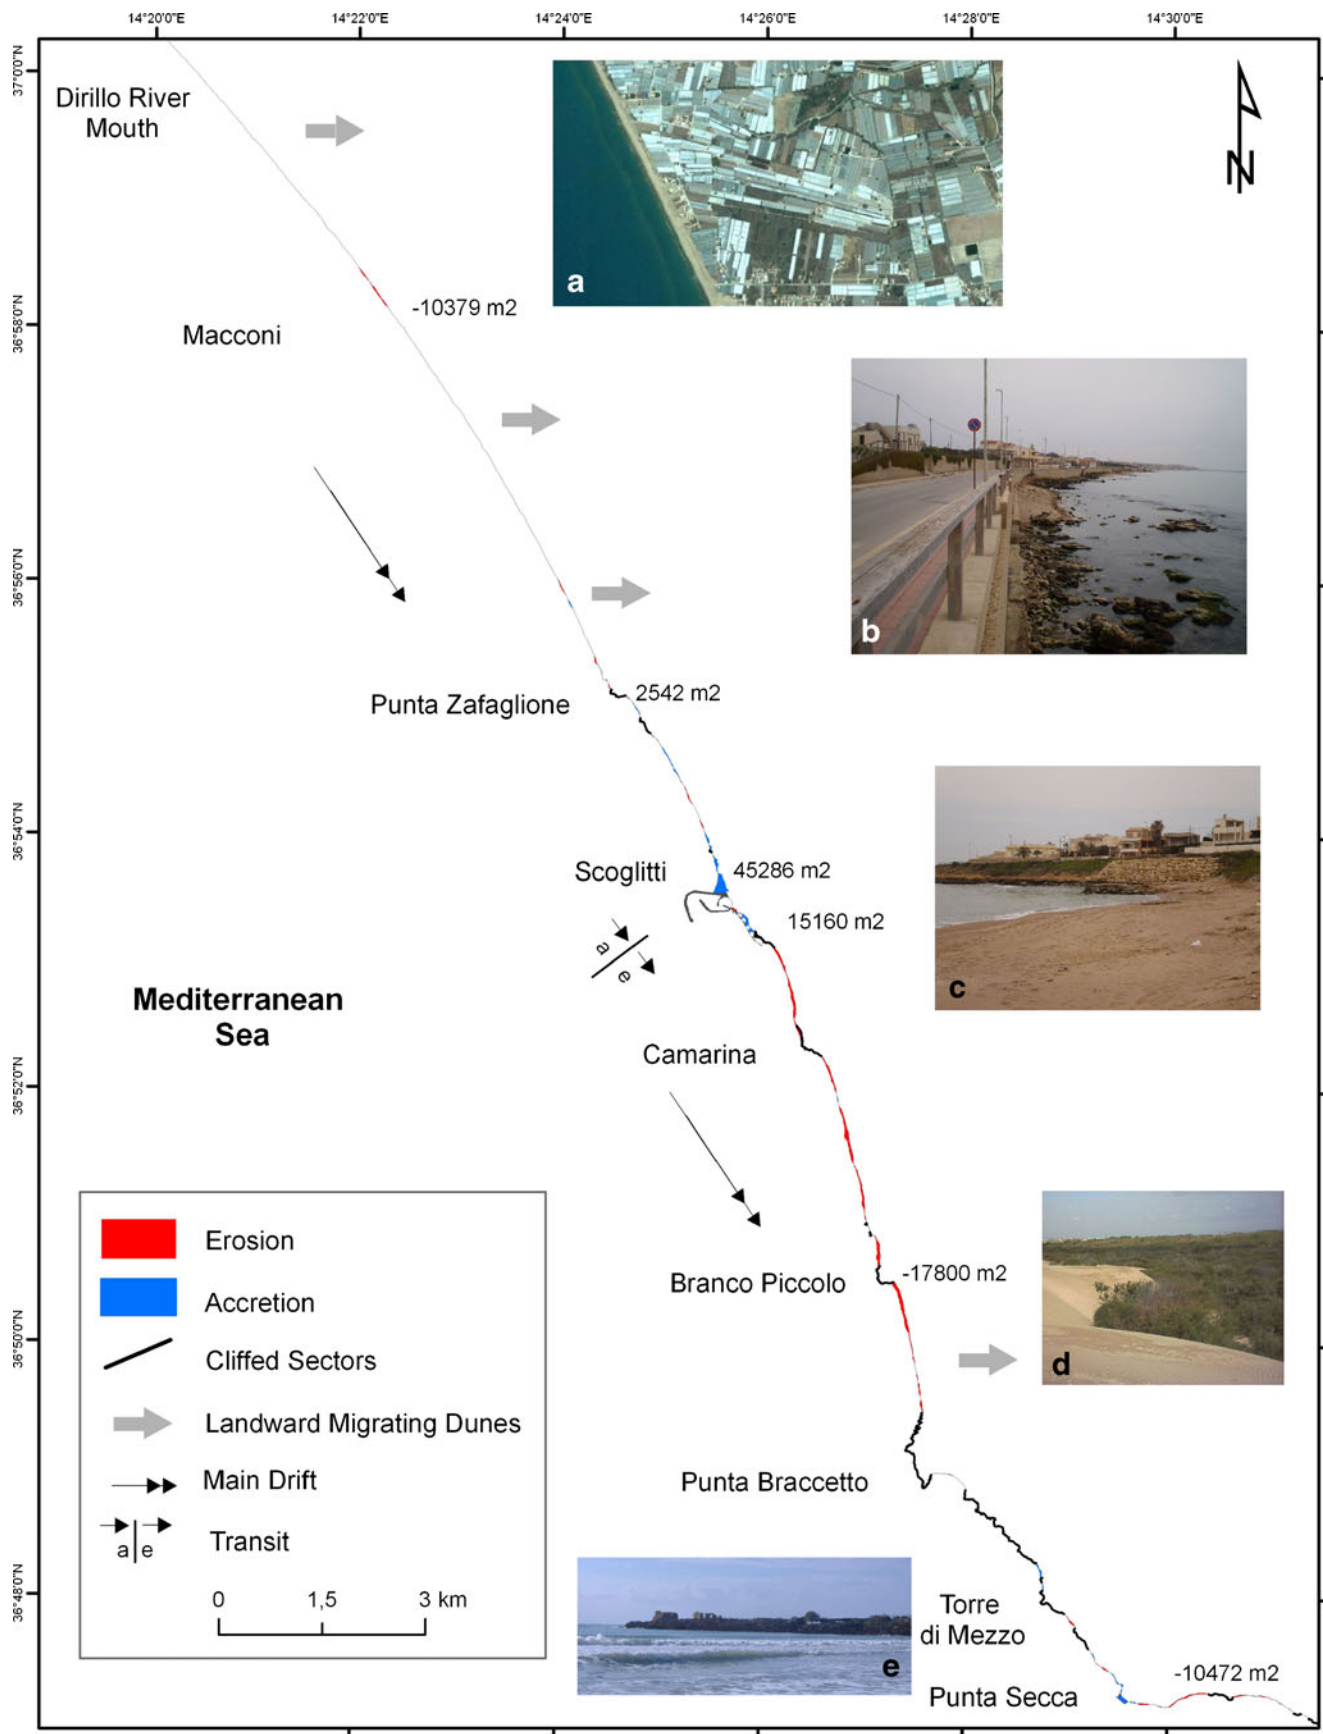 14°20'0"E
14°22'0"E
14°24'0"E
14°26'0"E
14°28'0"E
14°30'0"E
37°0'0"N
Dirillo River
Mouth
N
a
-10379 m2
36°58'0"N
Macconi
b
36°56'0"N
2542 m2
Punta Zafaglione
36°54'0"N
Scoglitti
45286 m2
15160 m2
a
e
c
Mediterranean
Sea
Camarina
36°52'0"N
Branco Piccolo
-17800 m2
d
36°50'0"N
Erosion
Accretion
Cliffed Sectors
Landward Migrating Dunes
Main Drift
a e
Transit
0 1,5 3 km
Punta Braccetto
36°48'0"N
Torre
di Mezzo
e
-10472 m2
Punta Secca